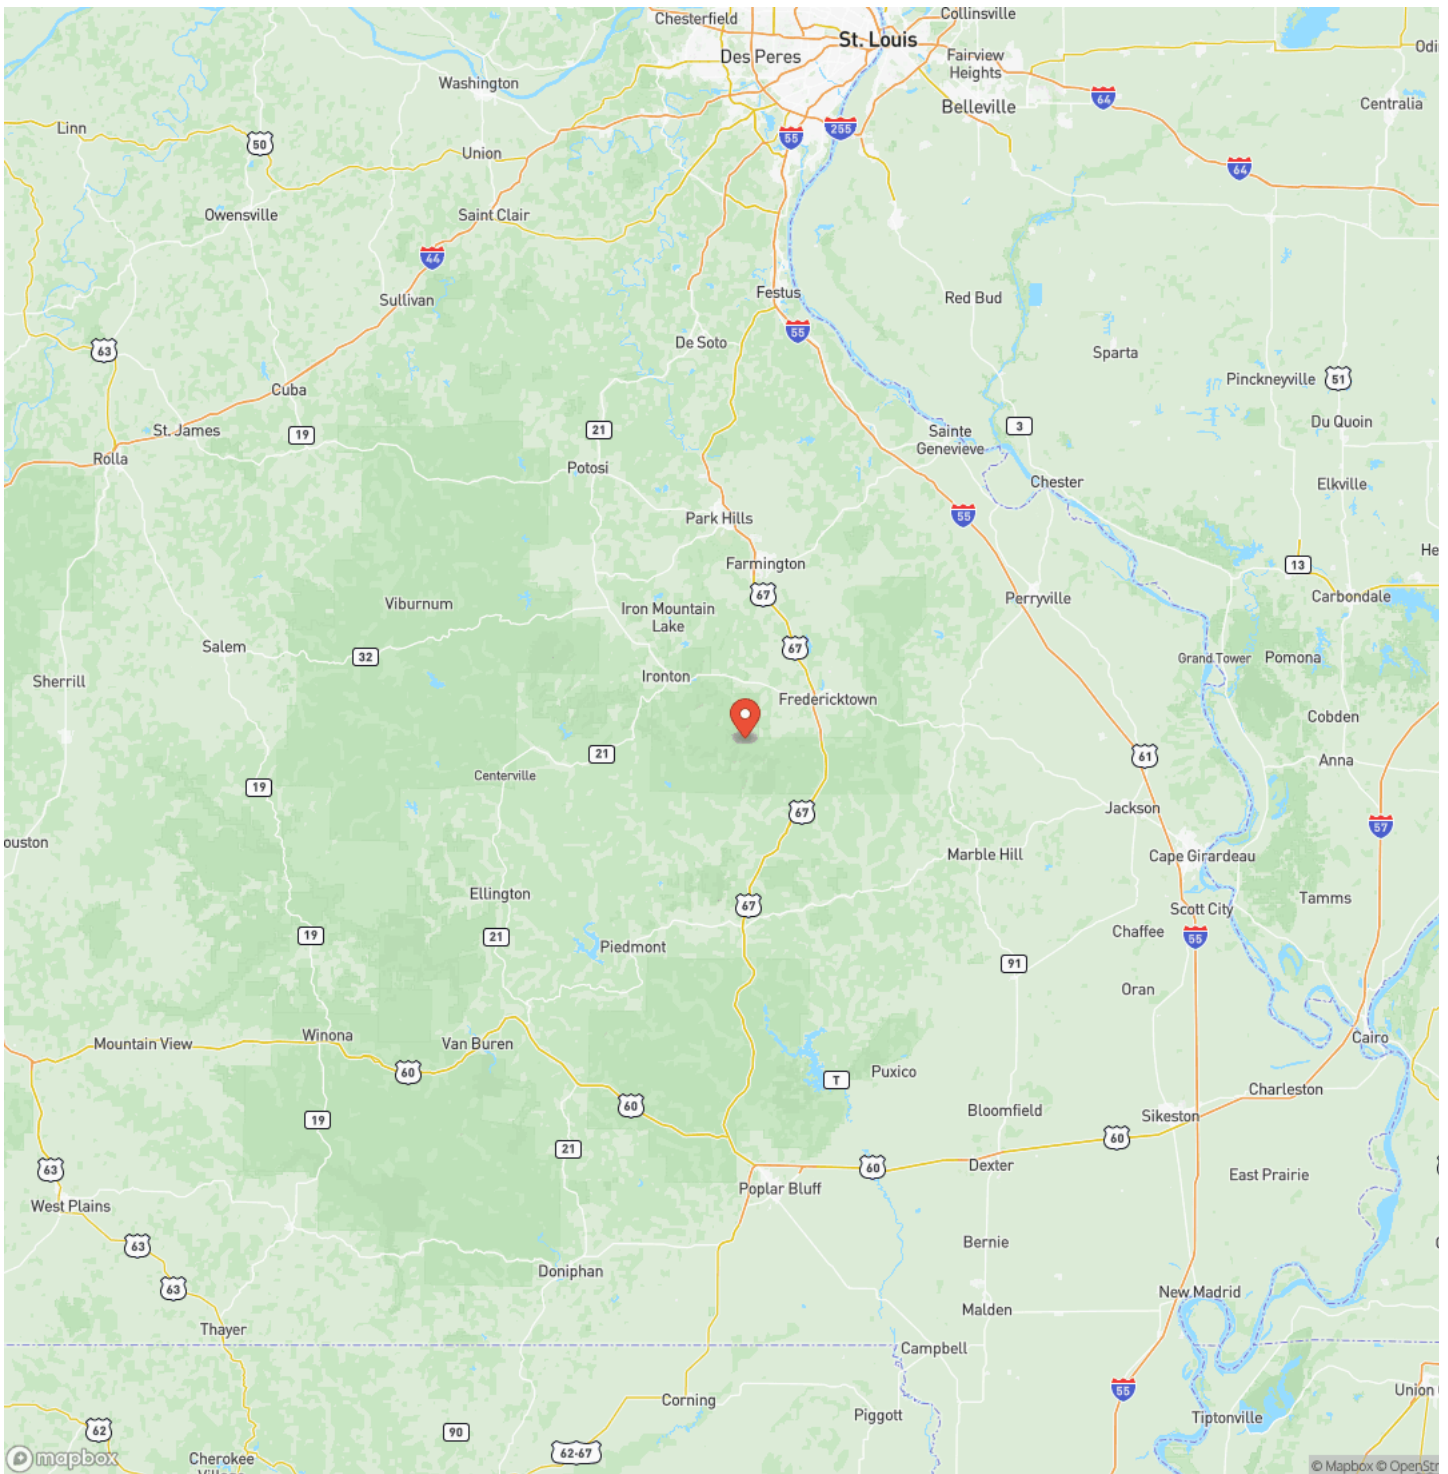 Chesterfield
Collinsville
St. Louis
Des Peres
Fairview
Heights
Odi
Washington
Belleville
64
Centralia
Linn
50
55
255
Union
64
Owensville
Saint Clair
44
Sullivan
Festus
Red Bud
55
63
De Soto
Sparta
Cuba
Pinckneyville
51
St. James
19
21
Sainte
Genevieve
3
Du Quoin
Rolla
Potosi
Chester
Elkville
Park Hills
55
Farmington
13
He
67
Viburnum
Iron Mountain
Lake
Perryville
Carbondale
Salem
32
67
Grand Tower
Pomona
Sherrill
Ironton
Fredericktown
Cobden
21
61
Anna
Centerville
19
67
Jackson
57
ouston
Marble Hill
Cape Girardeau
Ellington
67
Tamms
Scott City
19
21
Piedmont
Chaffee
55
91
Oran
Winona
Mountain View
Van Buren
Cairo
60
Puxico
T
Charleston
60
Bloomfield
Sikeston
19
60
21
63
60
Dexter
East Prairie
Poplar Bluff
West Plains
63
Bernie
63
Doniphan
New Madrid
Malden
Thayer
Campbell
55
Corning
Union
Piggott
Tiptonville
62
90
62-67
Cherokee
Village
mapbox
© Mapbox © OpenStr